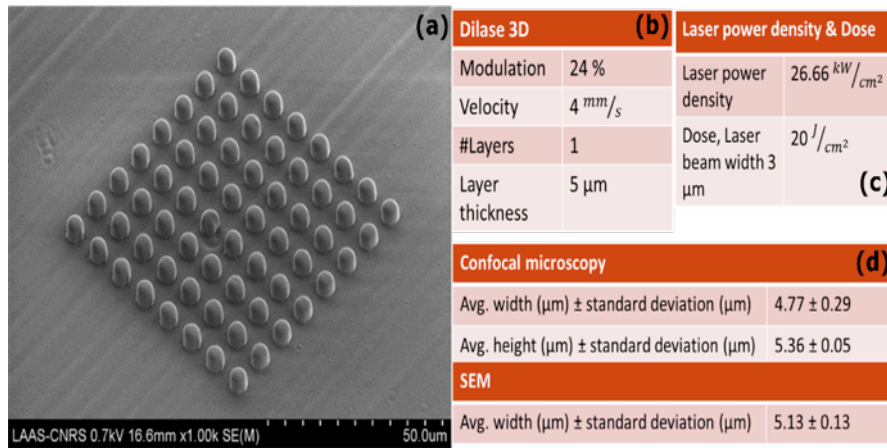 (a)
LAAS-CNRS 0.7kV 16.6mm x1.00k SE(M) 50.0um
Dilase 3D (b)
Modulation 24 %
Velocity 4 mm/s
#Layers 1
Layer thickness 5 µm
Laser power density & Dose
Laser power density 26.66 kW/cm²
Dose, Laser beam width 3 µm 20 J/cm²
(c)
Confocal microscopy (d)
Avg. width (µm) ± standard deviation (µm) 4.77 ± 0.29
Avg. height (µm) ± standard deviation (µm) 5.36 ± 0.05
SEM
Avg. width (µm) ± standard deviation (µm) 5.13 ± 0.13